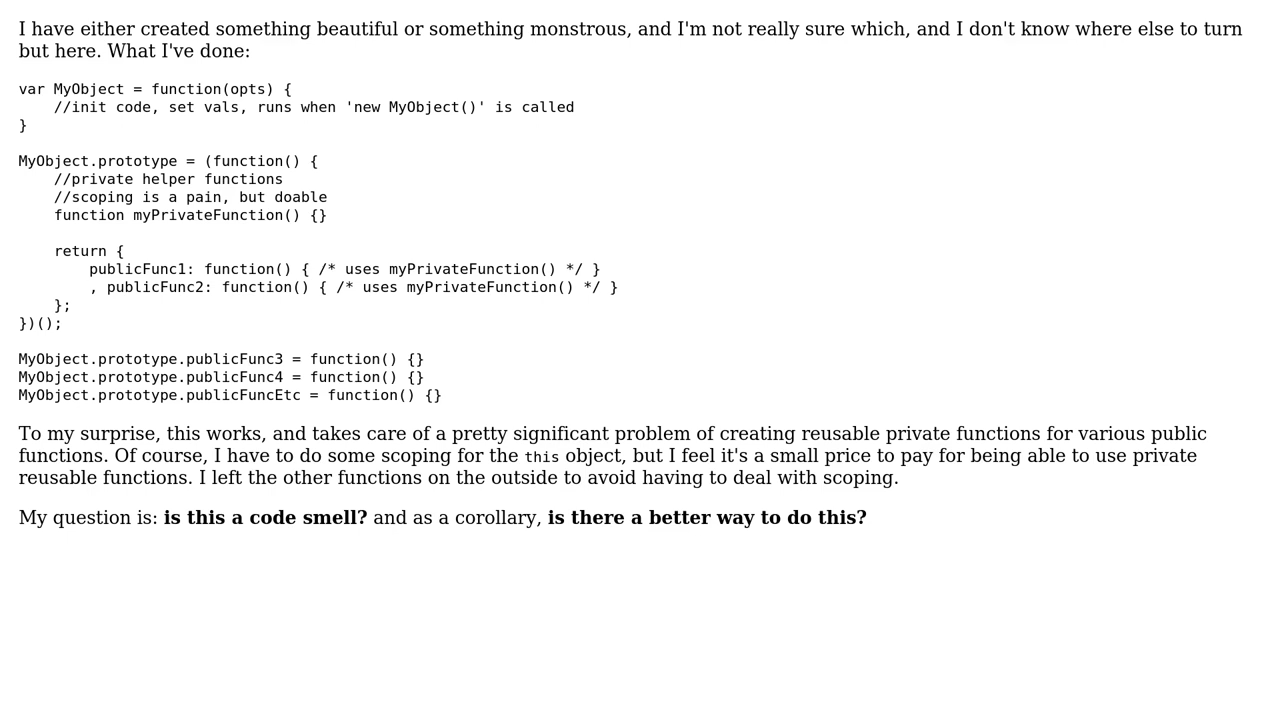 I have either created something beautiful or something monstrous, and I'm not really sure which, and I don't know where else to turn
but here. What I've done:
var MyObject = function(opts) {
    //init code, set vals, runs when 'new MyObject()' is called
}
MyObject.prototype = (function() {
    //private helper functions
    //scoping is a pain, but doable
    function myPrivateFunction() {}
    return {
        publicFunc1: function() { /* uses myPrivateFunction() */ }
        , publicFunc2: function() { /* uses myPrivateFunction() */ }
    };
})();
MyObject.prototype.publicFunc3 = function() {}
MyObject.prototype.publicFunc4 = function() {}
MyObject.prototype.publicFuncEtc = function() {}
To my surprise, this works, and takes care of a pretty significant problem of creating reusable private functions for various public
functions. Of course, I have to do some scoping for the this object, but I feel it's a small price to pay for being able to use private
reusable functions. I left the other functions on the outside to avoid having to deal with scoping.
My question is: is this a code smell? and as a corollary, is there a better way to do this?